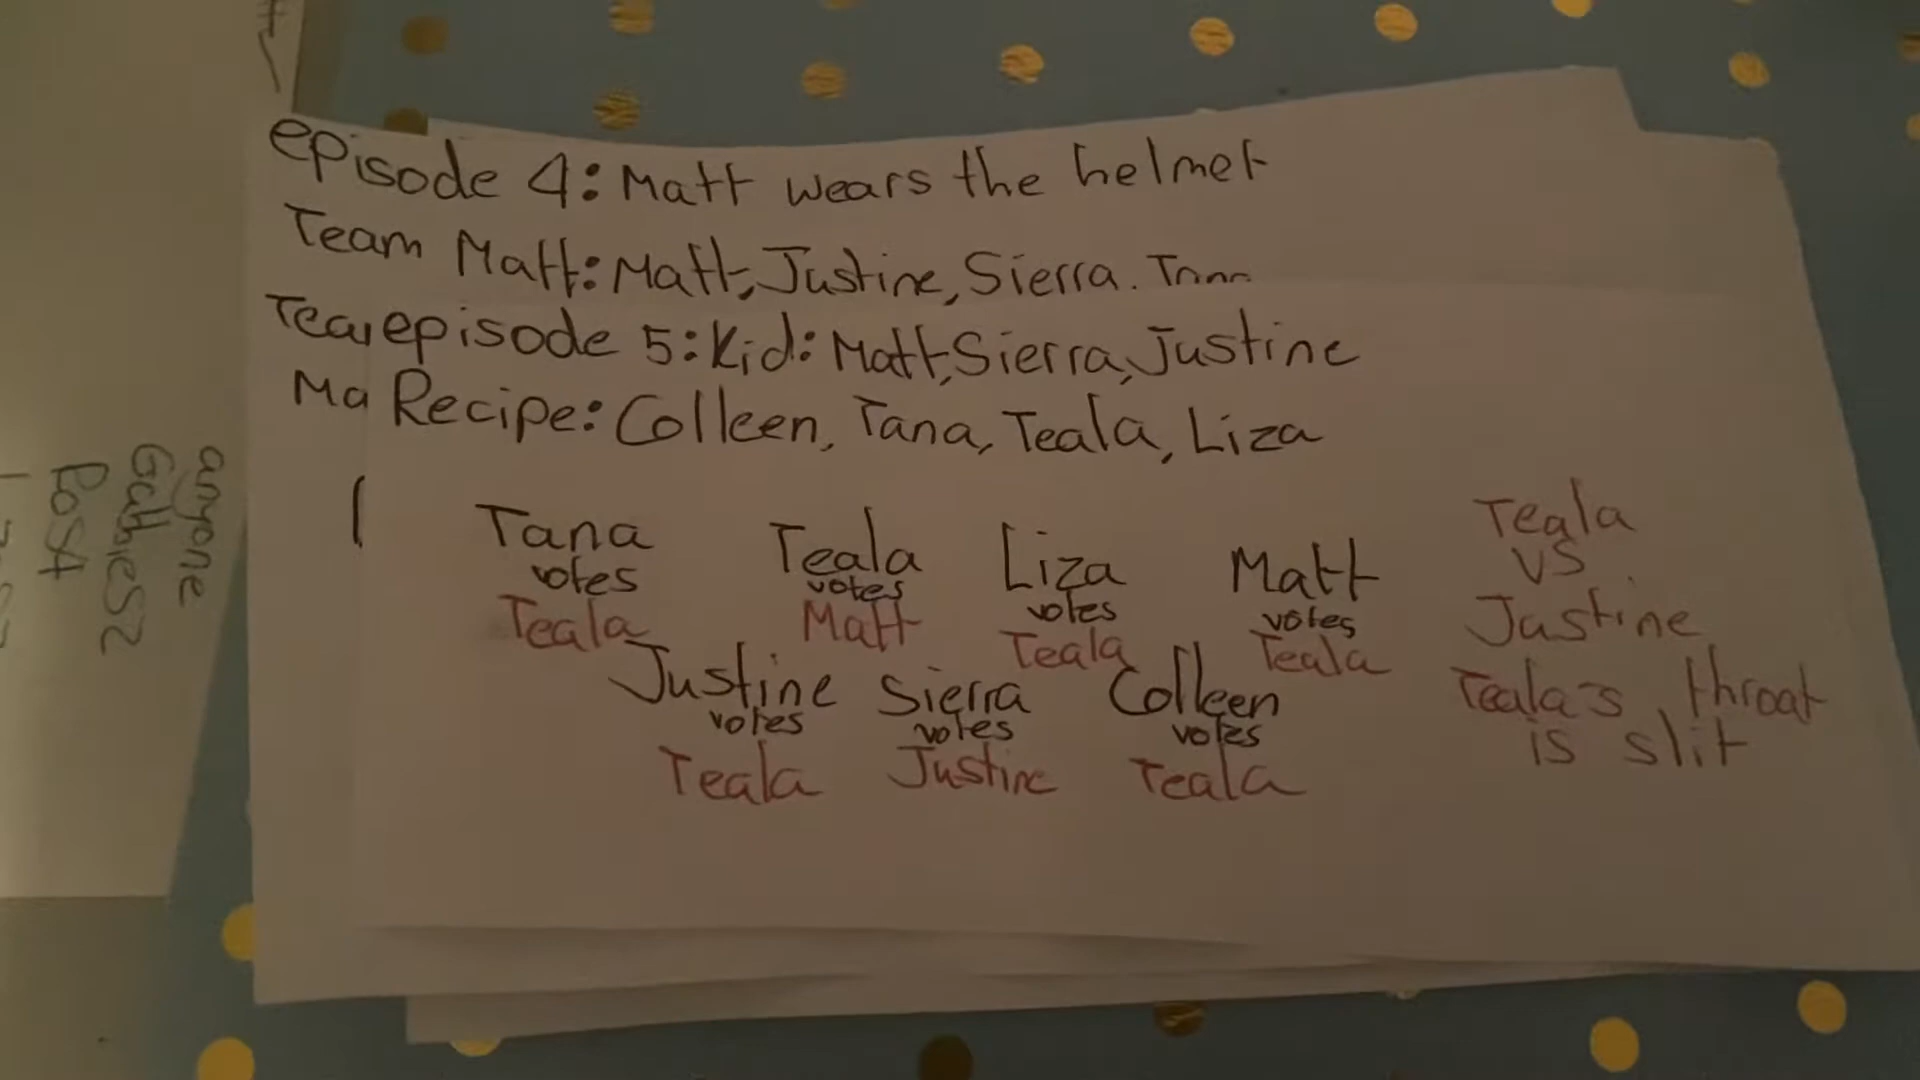 episode 4: Matt wears the helmet
Team Matt: Matt, Justine, Sierra.
episode 5: Kid: Matt, Sierra, Justine
Ma Recipe: Colleen, Tana, Teala, Liza
Tana
votes
Teala
Teala
votes
Matt
Liza
votes
Teala
Matt
votes
Teala
Justine
votes
Teala
Sierra
votes
Justine
Colleen
votes
Teala
Teala
VS
Justine
Teala's throat
is slit
anyone